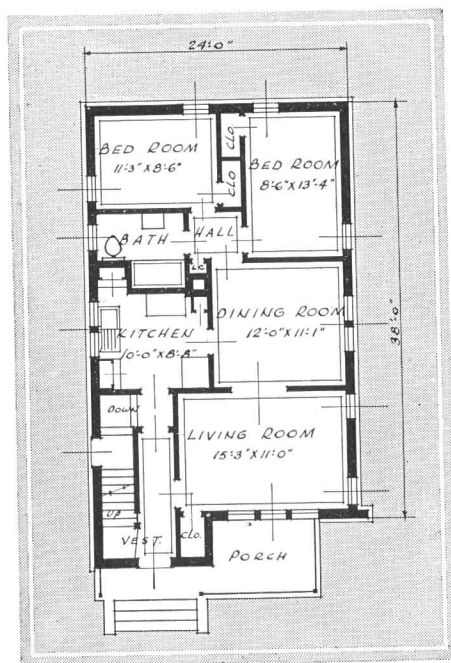 24'-0"
BED ROOM
11'-3" X 8'-6"
CLO
CLO
BED ROOM
8'-6" X 13'-4"
BATH
HALL
L.C.
38'-0"
KITCHEN
10'-0" X 8'-8"
DINING ROOM
12'-0" X 11'-1"
DOWN
LIVING ROOM
15'-3" X 11'-0"
UP
VEST.
CLO.
PORCH